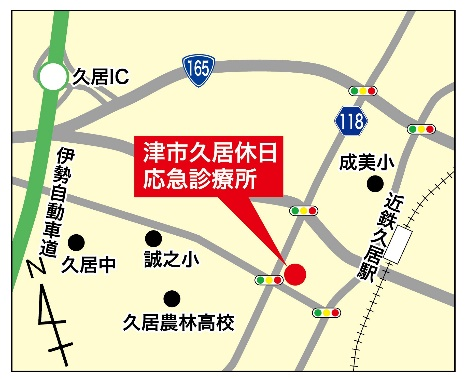 久居IC
165
118
津市久居休日
応急診療所
成美小
伊勢自動車道
近鉄久居駅
久居中
誠之小
久居農林高校
N